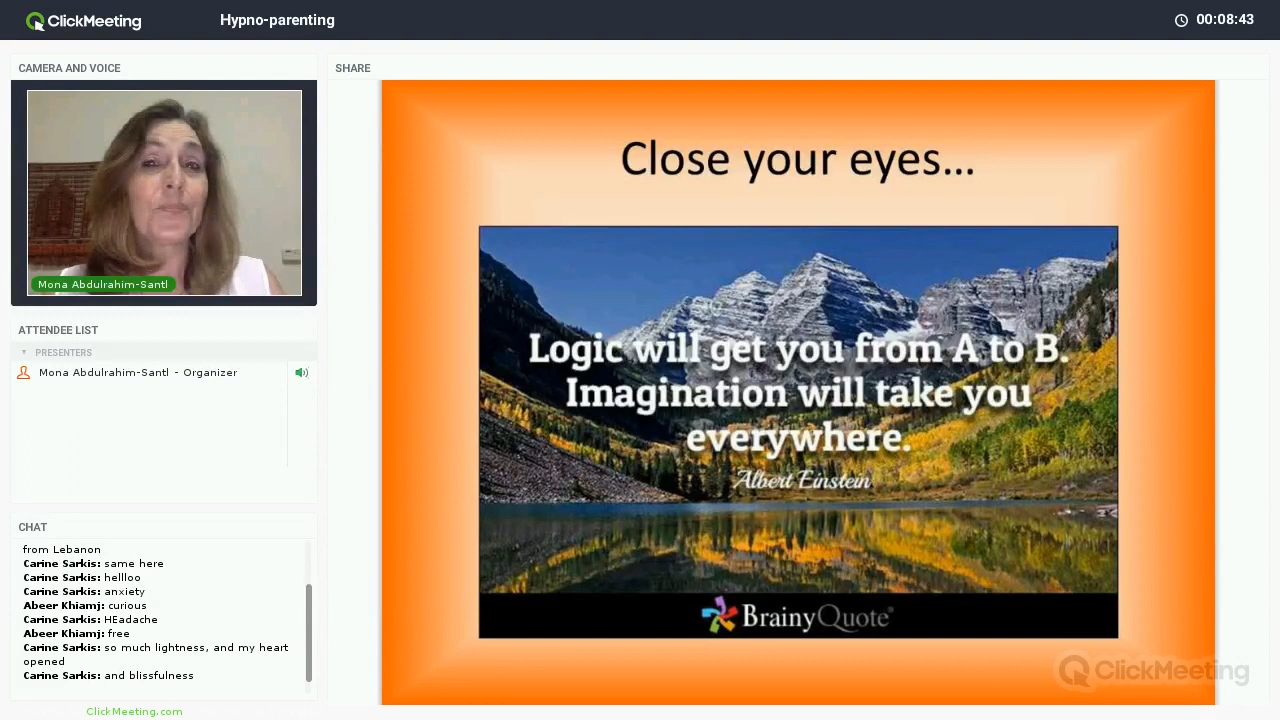 ClickMeeting
Hypno-parenting
00:08:43
CAMERA AND VOICE
Mona Abdulrahim-Santl
ATTENDEE LIST
PRESENTERS
Mona Abdulrahim-Santl - Organizer
CHAT
from Lebanon
Carine Sarkis: same here
Carine Sarkis: hellloo
Carine Sarkis: anxiety
Abeer Khiamj: curious
Carine Sarkis: HEadache
Abeer Khiamj: free
Carine Sarkis: so much lightness, and my heart
opened
Carine Sarkis: and blissfulness
ClickMeeting.com
SHARE
Close your eyes...
Logic will get you from A to B.
Imagination will take you
everywhere.
Albert Einstein
BrainyQuote®
ClickMeeting